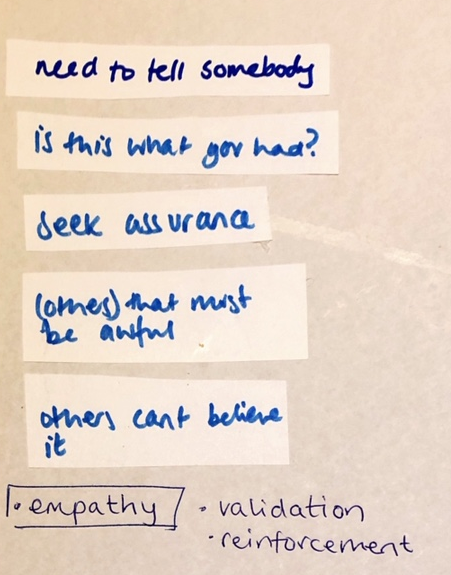 need to tell somebody
is this what you had?
seek assurance
(others) that must
be awful
others cant believe
it
• empathy
• validation
• reinforcement